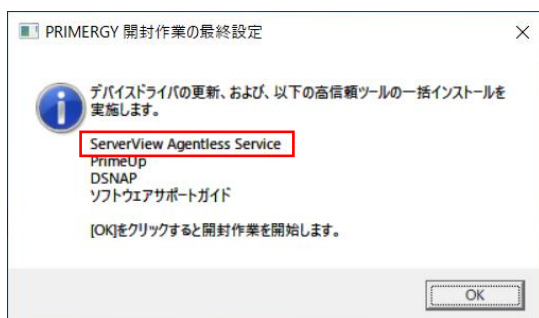 PRIMERGY 開封作業の最終設定
デバイスドライバの更新、および、以下の高信頼ツールの一括インストールを
実施します。
ServerView Agentless Service
PrimeUp
DSNAP
ソフトウェアサポートガイド
[OK]をクリックすると開封作業を開始します。
OK